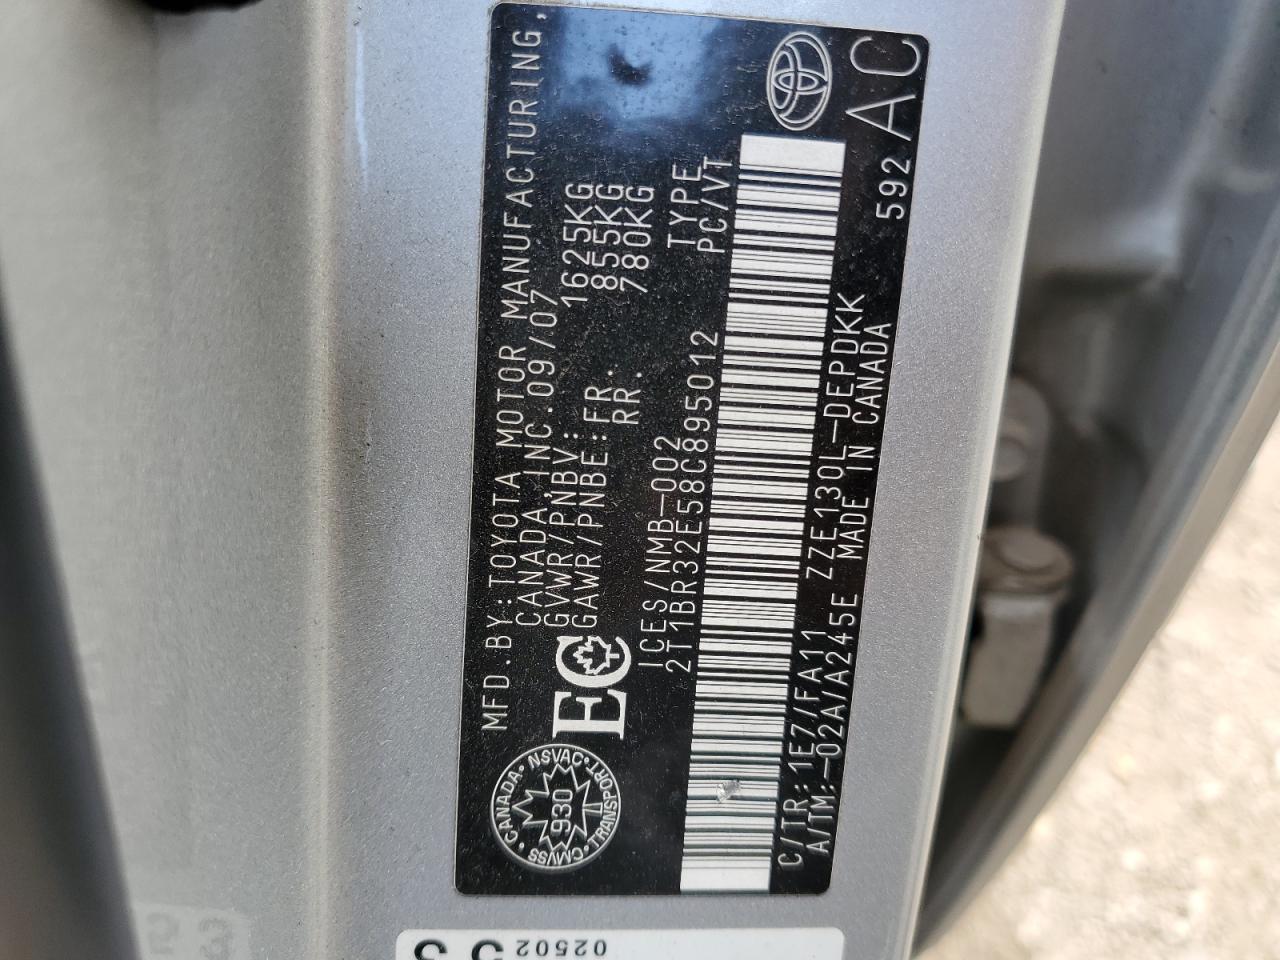 MFD.BY:TOYOTA MOTOR MANUFACTURING,
CANADA,INC.09/07
GVWR/PNBV: 1625KG
GAWR/PNBE:FR. 855KG
RR. 780KG
EC
CANADA • NSVAC • TRANSPORT • CMVSS
930
ICES/NMB-002 TYPE
2T1BR32E58C895012 PC/VT
C/TR:1E7/FA11 ZZE130L-DEPDKK
A/TM:-02A/A245E MADE IN CANADA
592 AC
02502